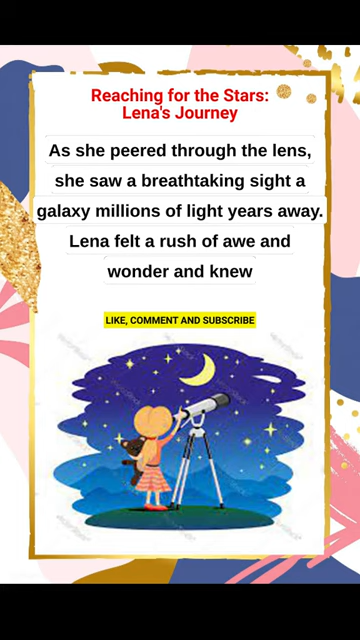 Reaching for the Stars:
Lena's Journey
As she peered through the lens,
she saw a breathtaking sight a
galaxy millions of light years away.
Lena felt a rush of awe and
wonder and knew
LIKE, COMMENT AND SUBSCRIBE